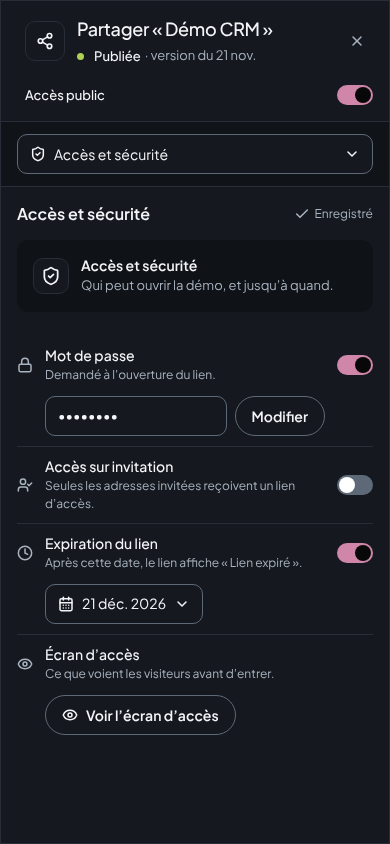 Partager « Démo CRM »
Publiée · version du 21 nov.
Accès public
Accès et sécurité
Accès et sécurité
Enregistré
Accès et sécurité
Qui peut ouvrir la démo, et jusqu’à quand.
Mot de passe
Demandé à l’ouverture du lien.
••••••••
Modifier
Accès sur invitation
Seules les adresses invitées reçoivent un lien
d’accès.
Expiration du lien
Après cette date, le lien affiche « Lien expiré ».
21 déc. 2026
Écran d’accès
Ce que voient les visiteurs avant d’entrer.
Voir l’écran d’accès